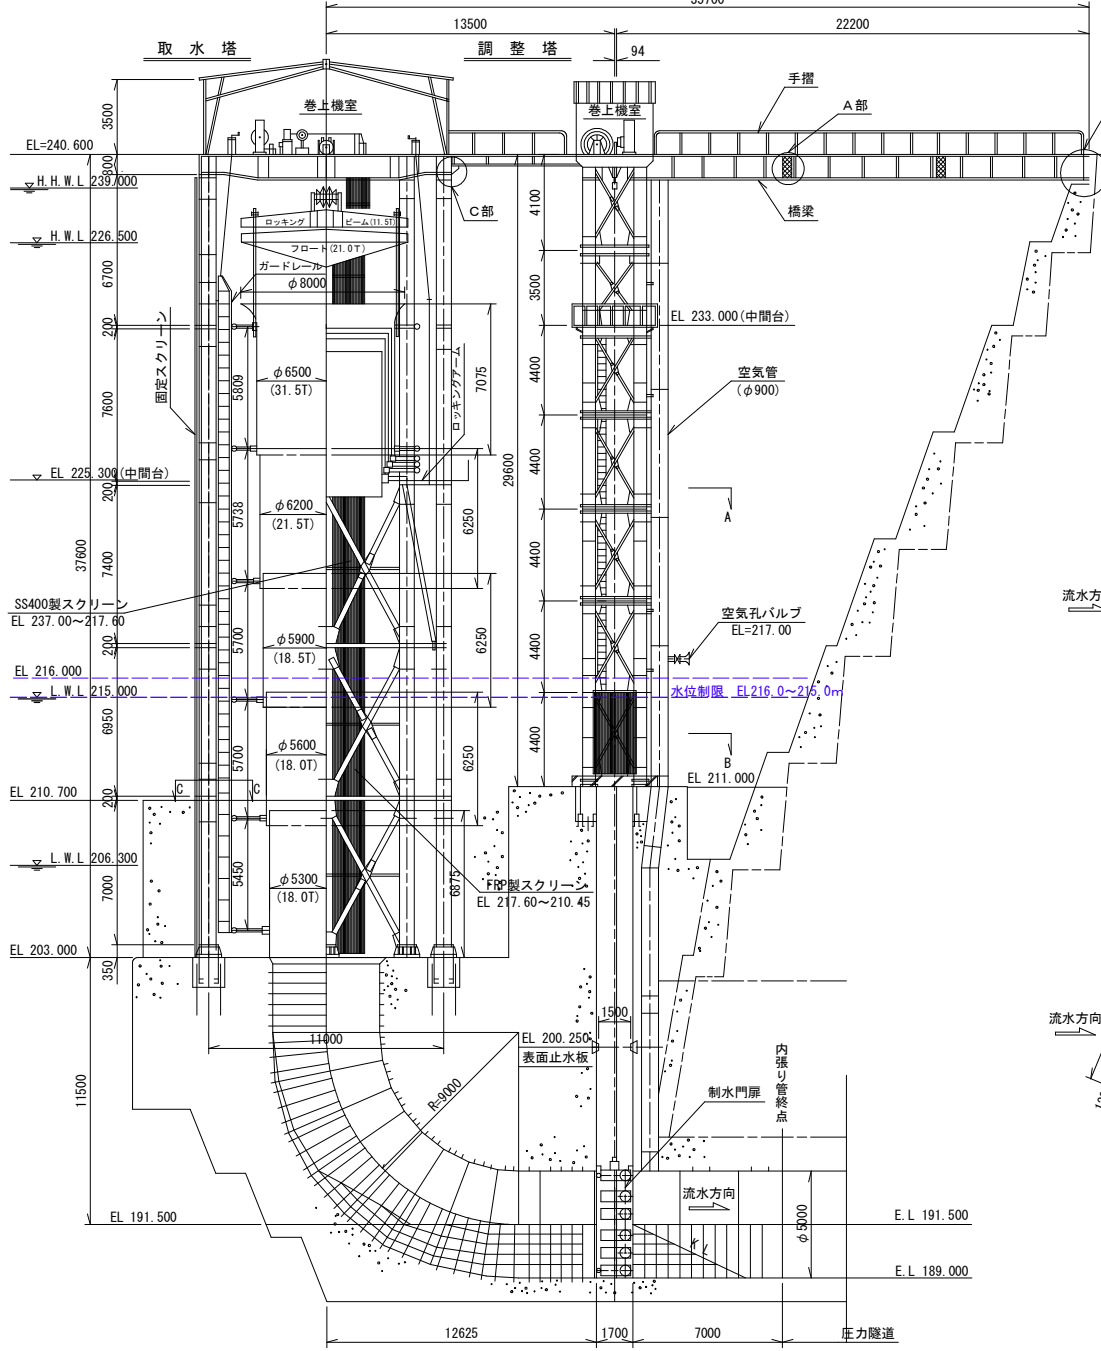 35700
13500
22200
94
取水塔
調整塔
巻上機室
巻上機室
手摺
A部
3500
EL=240.600
800
H.H.W.L 239.000
C部
橋梁
4100
H.W.L 226.500
ロッキング ビーム(11.5T)
フロート(21.0T)
ガードレール
φ8000
6700
3500
200
EL 233.000(中間台)
固定スクリーン
5809
φ6500
(31.5T)
ロッキングアーム
7075
4400
空気管
(φ900)
7600
EL 225.300(中間台)
200
29600
4400
A
φ6200
(21.5T)
5738
6250
37600
7400
4400
SS400製スクリーン
EL 237.00～217.60
流水方
空気孔バルブ
EL=217.00
200
5700
φ5900
(18.5T)
6250
4400
EL 216.000
L.W.L 215.000
水位制限 EL216.0～215.0m
6950
5700
φ5600
(18.0T)
6250
4400
B
C
C
EL 211.000
EL 210.700
200
L.W.L 206.300
7000
5450
φ5300
(18.0T)
FRP製スクリーン
EL 217.60～210.45
6875
EL 203.000
350
1500
11000
EL 200.250
表面止水板
流水方向
内張り管終点
11500
R=9000
制水門扉
流水方向
φ5000
EL 191.500
E.L 191.500
E.L 189.000
12625
1700
7000
圧力隧道